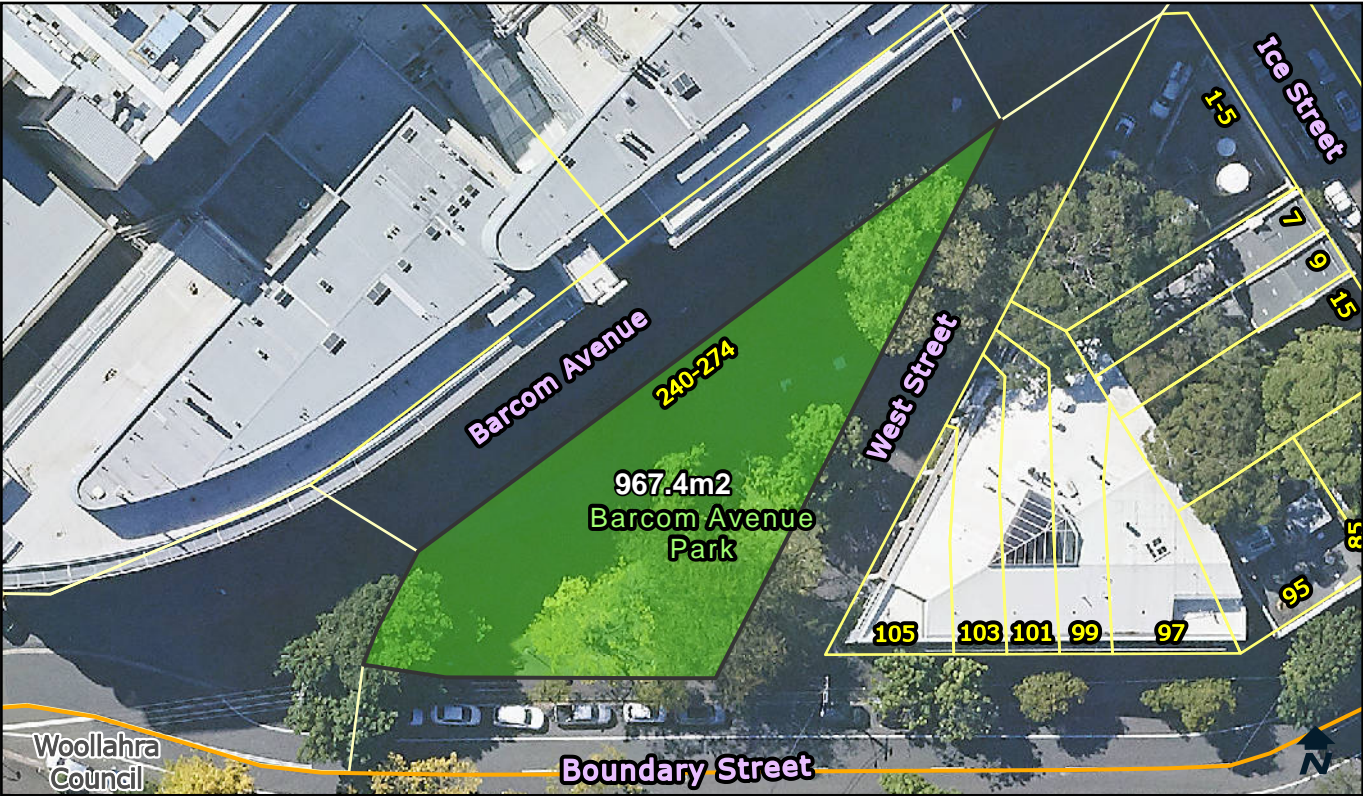 Ice Street
1-5
7
9
15
Barcom Avenue
240-274
West Street
967.4m2
Barcom Avenue
Park
85
95
105
103
101
99
97
Woollahra
Council
Boundary Street
N